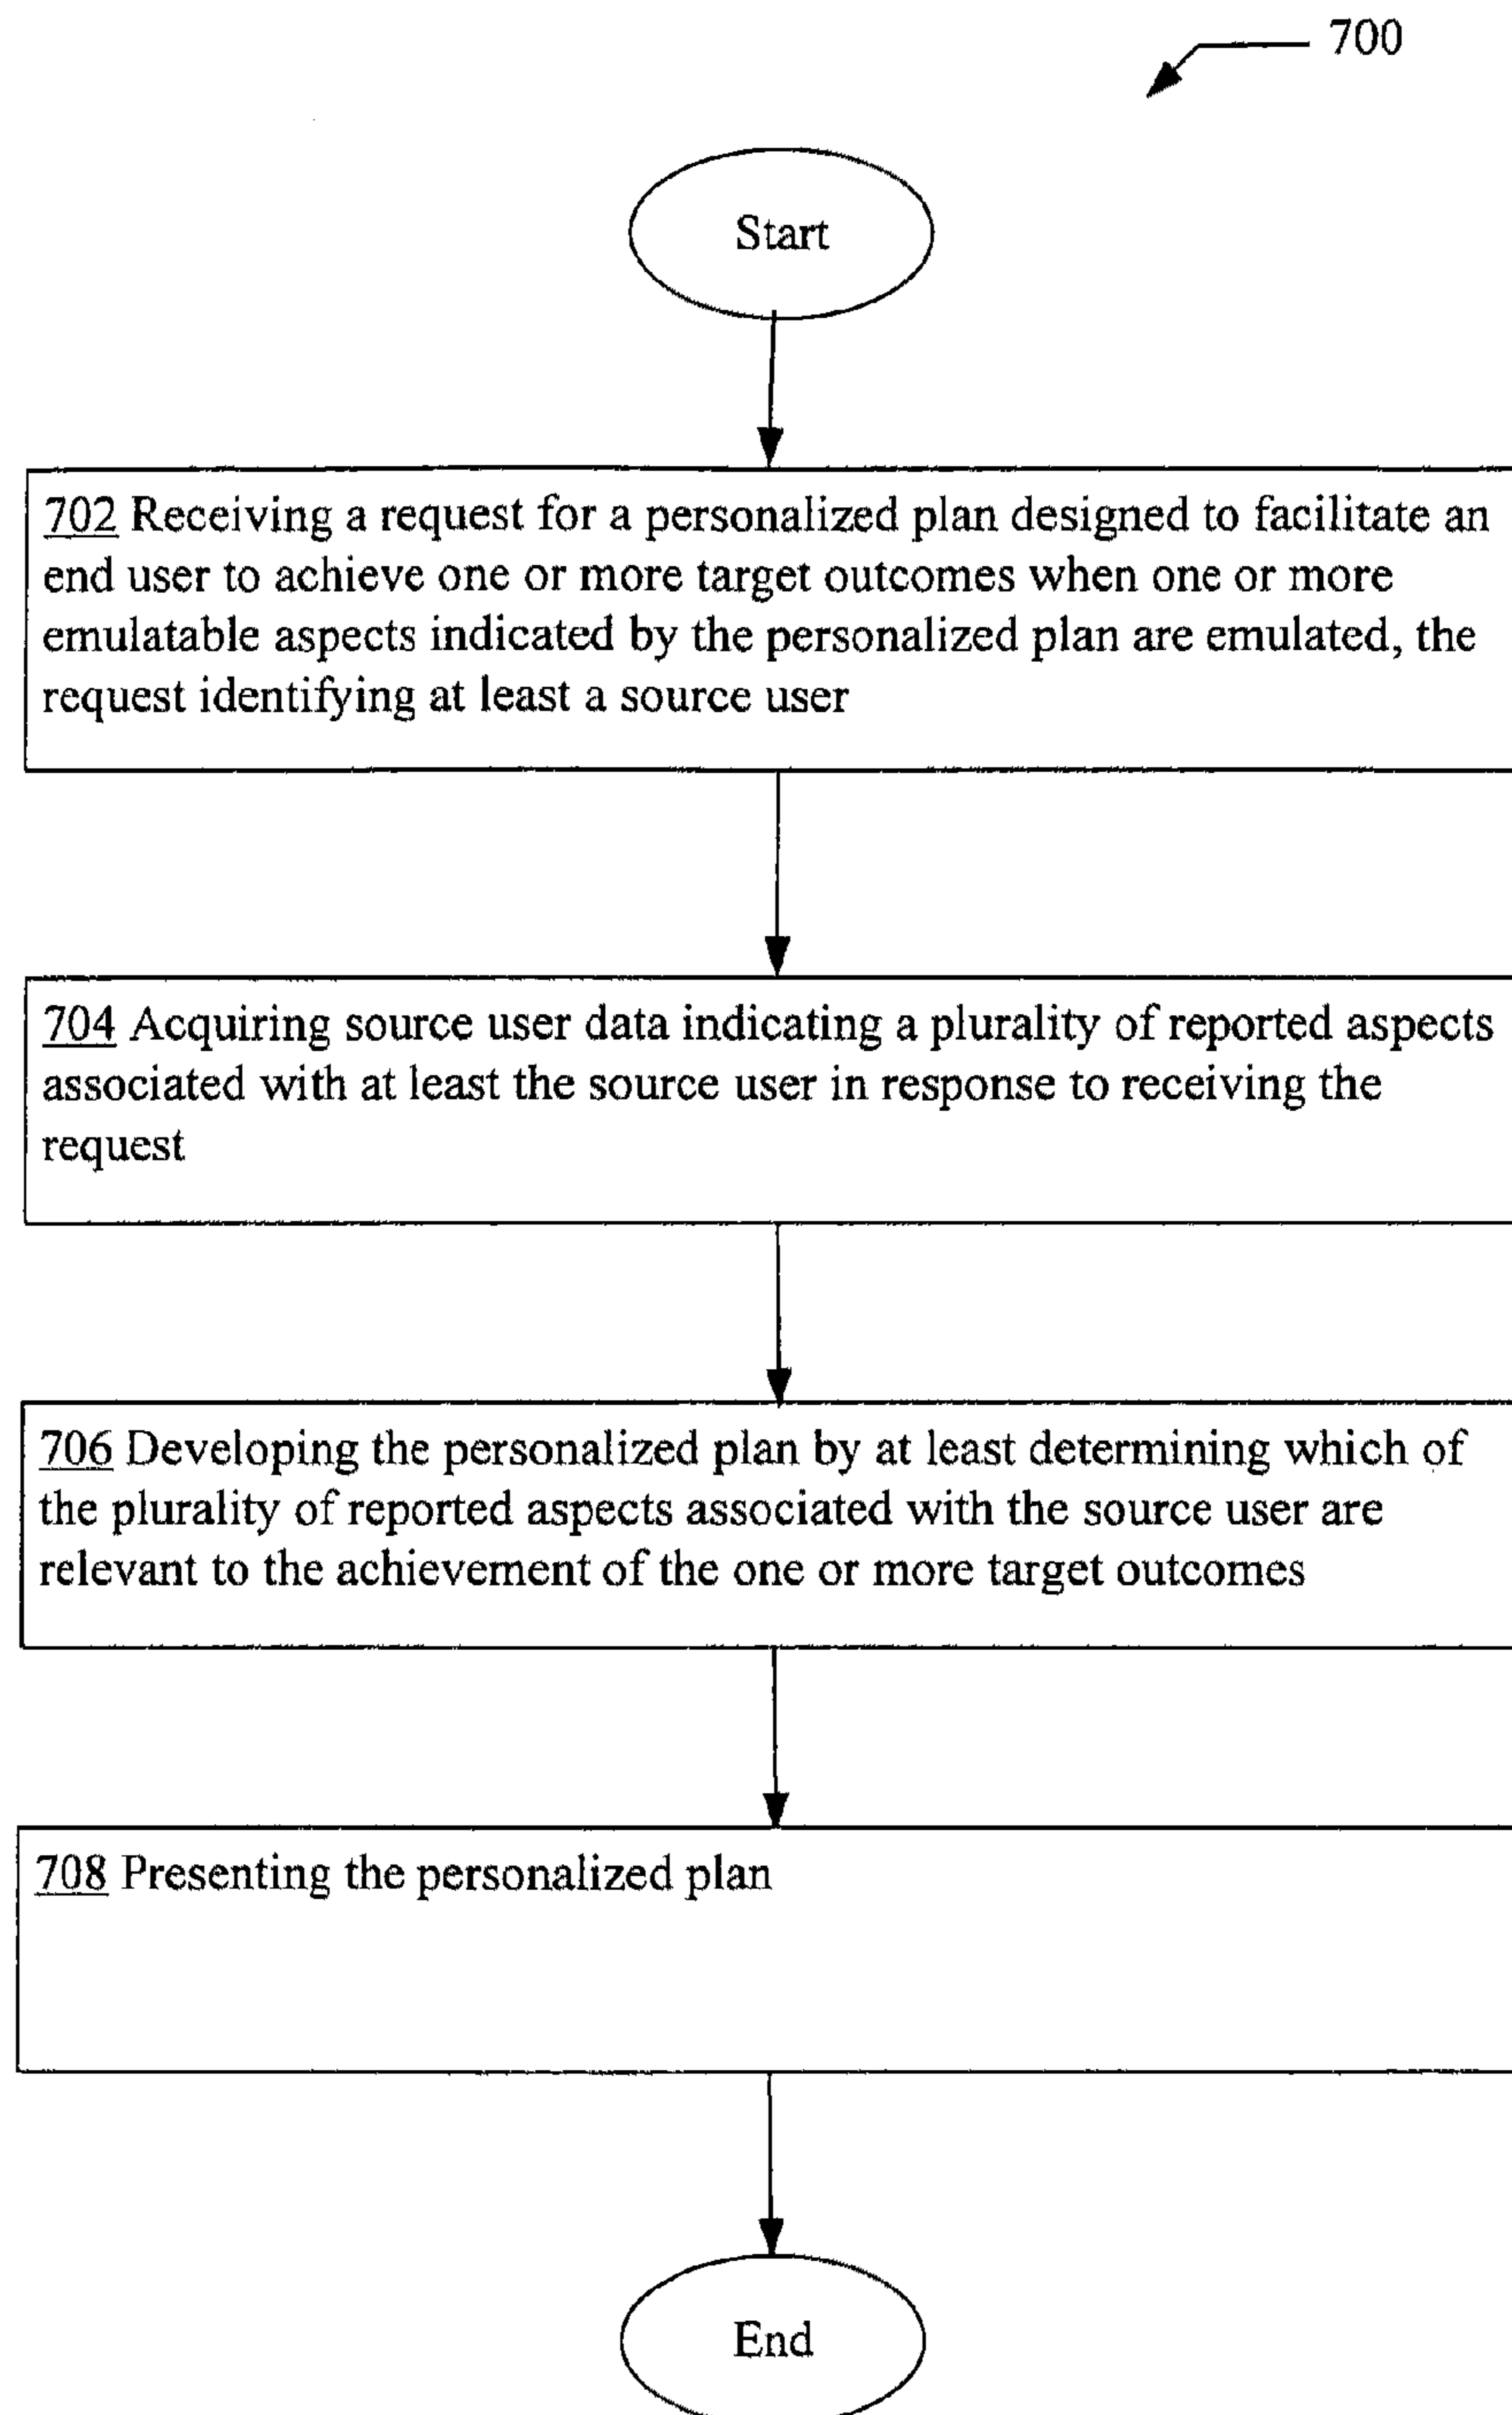 700
Start
702 Receiving a request for a personalized plan designed to facilitate an
end user to achieve one or more target outcomes when one or more
emulatable aspects indicated by the personalized plan are emulated, the
request identifying at least a source user
704 Acquiring source user data indicating a plurality of reported aspects
associated with at least the source user in response to receiving the
request
706 Developing the personalized plan by at least determining which of
the plurality of reported aspects associated with the source user are
relevant to the achievement of the one or more target outcomes
708 Presenting the personalized plan
End